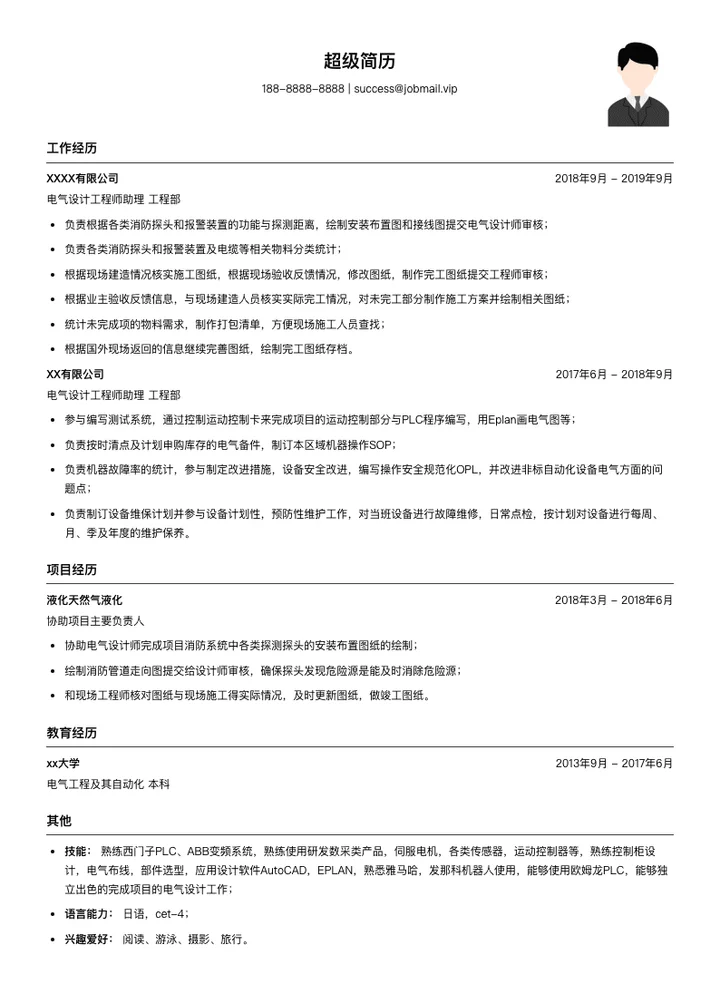 超级简历
188-8888-8888 | success@jobmail.vip
工作经历
XXXX有限公司 2018年9月 – 2019年9月
电气设计工程师助理 工程部
• 负责根据各类消防探头和报警装置的功能与探测距离，绘制安装布置图和接线图提交电气设计师审核；
• 负责各类消防探头和报警装置及电缆等相关物料分类统计；
• 根据现场建造情况核实施工图纸，根据现场验收反馈情况，修改图纸，制作完工图纸提交工程师审核；
• 根据业主验收反馈信息，与现场建造人员核实实际完工情况，对未完工部分制作施工方案并绘制相关图纸；
• 统计未完成项的物料需求，制作打包清单，方便现场施工人员查找；
• 根据国外现场返回的信息继续完善图纸，绘制完工图纸存档。
XX有限公司 2017年6月 – 2018年9月
电气设计工程师助理 工程部
• 参与编写测试系统，通过控制运动控制卡来完成项目的运动控制部分与PLC程序编写，用Eplan画电气图等；
• 负责按时清点及计划申购库存的电气备件，制订本区域机器操作SOP；
• 负责机器故障率的统计，参与制定改进措施，设备安全改进，编写操作安全规范化OPL，并改进非标自动化设备电气方面的问
题点；
• 负责制订设备维保计划并参与设备计划性，预防性维护工作，对当班设备进行故障维修，日常点检，按计划对设备进行每周、
月、季及年度的维护保养。
项目经历
液化天然气液化 2018年3月 – 2018年6月
协助项目主要负责人
• 协助电气设计师完成项目消防系统中各类探测探头的安装布置图纸的绘制；
• 绘制消防管道走向图提交给设计师审核，确保探头发现危险源是能及时消除危险源；
• 和现场工程师核对图纸与现场施工得实际情况，及时更新图纸，做竣工图纸。
教育经历
xx大学 2013年9月 – 2017年6月
电气工程及其自动化 本科
其他
• 技能： 熟练西门子PLC、ABB变频系统，熟练使用研发数采类产品，伺服电机，各类传感器，运动控制器等，熟练控制柜设
计，电气布线，部件选型，应用设计软件AutoCAD，EPLAN，熟悉雅马哈，发那科机器人使用，能够使用欧姆龙PLC，能够独
立出色的完成项目的电气设计工作；
• 语言能力： 日语，cet-4；
• 兴趣爱好： 阅读、游泳、摄影、旅行。